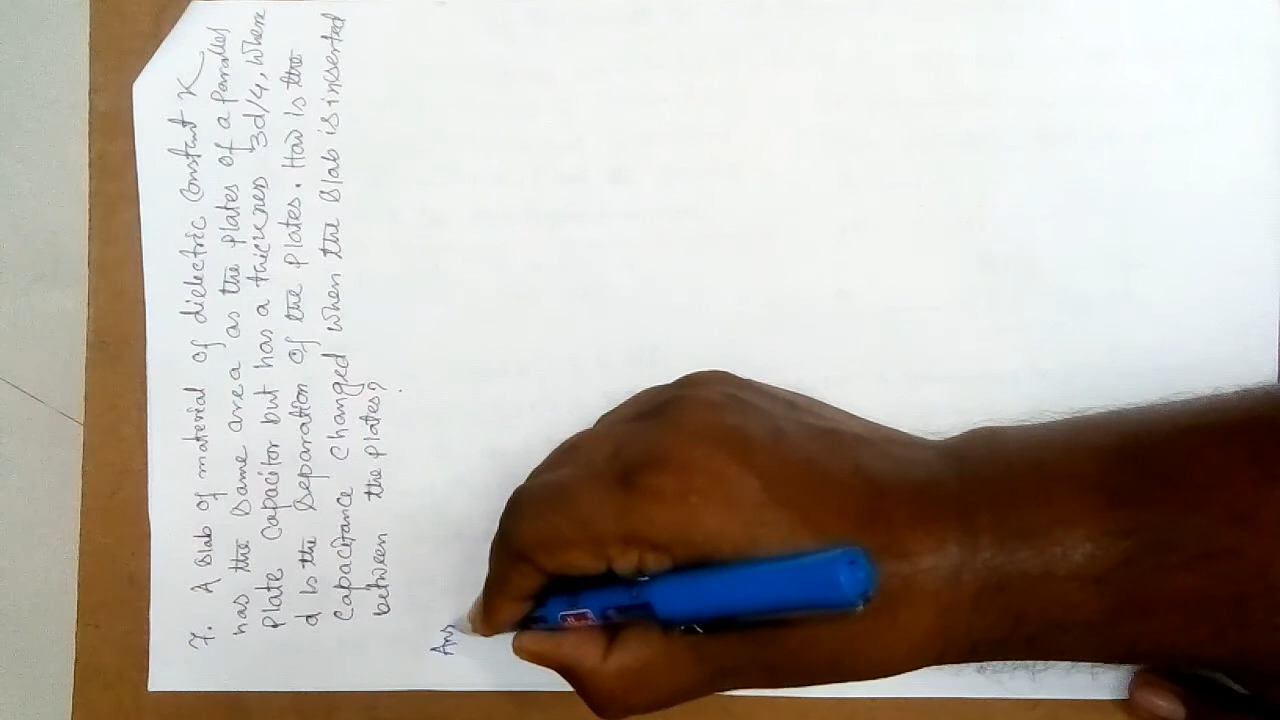 7. A Slab of material of dielectric Constant K
has the Same area as the Plates of a Parallel
Plate Capacitor but has a thickness 3d/4, Where
d is the Separation of the Plates. How is the
Capacitance Changed When the Slab is inserted
between the Plates?
Ans